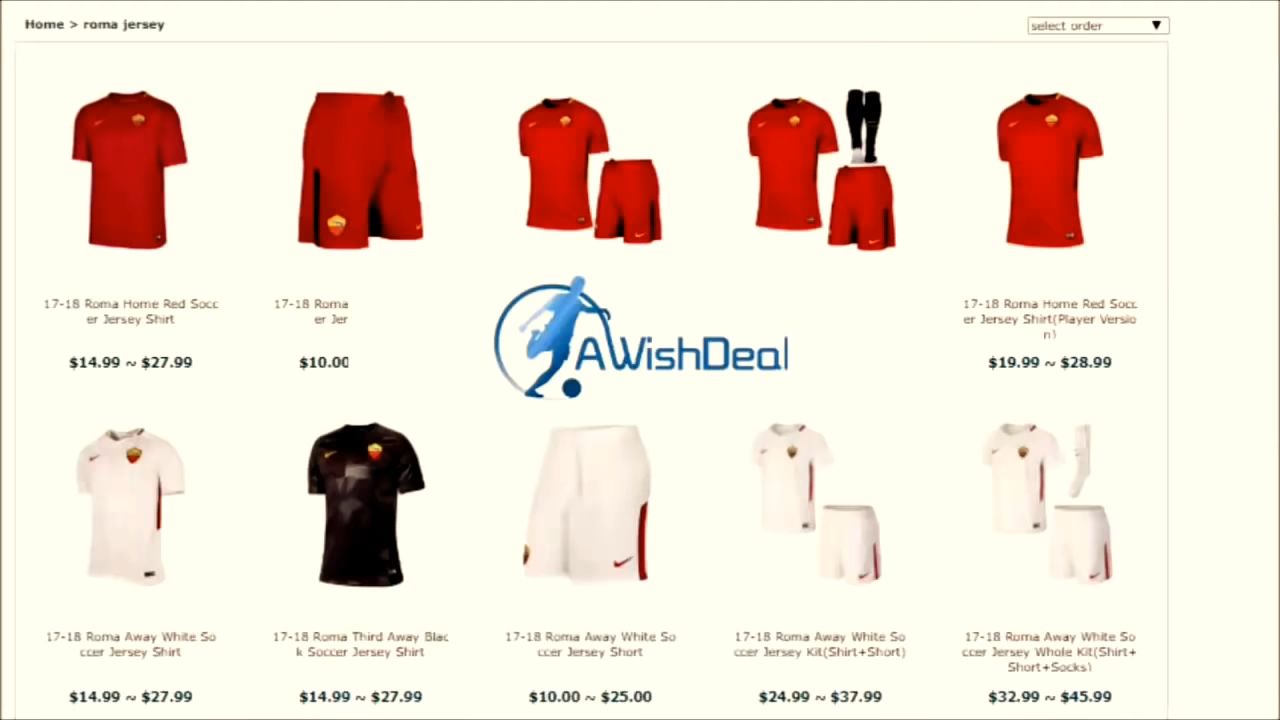 Home > roma jersey
select order
17-18 Roma Home Red Socc
er Jersey Shirt
$14.99 ~ $27.99
17-18 Roma
er Jer
$10.00
AWishDeal
17-18 Roma Home Red Socc
er Jersey Shirt(Player Versio
n)
$19.99 ~ $28.99
17-18 Roma Away White So
ccer Jersey Shirt
$14.99 ~ $27.99
17-18 Roma Third Away Blac
k Soccer Jersey Shirt
$14.99 ~ $27.99
17-18 Roma Away White So
ccer Jersey Short
$10.00 ~ $25.00
17-18 Roma Away White So
ccer Jersey Kit(Shirt+Short)
$24.99 ~ $37.99
17-18 Roma Away White So
ccer Jersey Whole Kit(Shirt+
Short+Socks)
$32.99 ~ $45.99